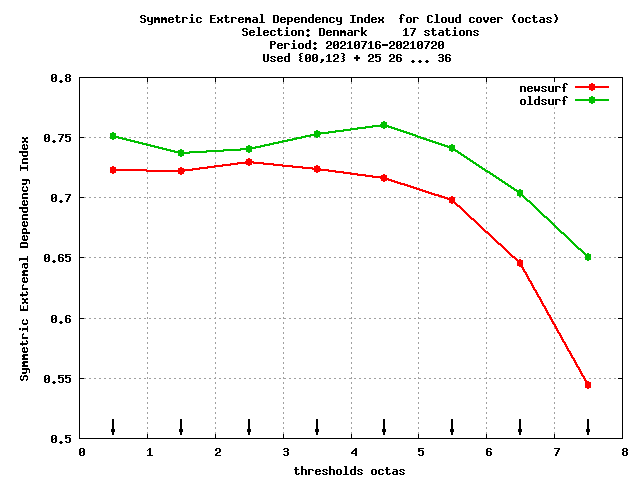 Symmetric Extremal Dependency Index  for Cloud cover (octas)
Selection: Denmark     17 stations
Period: 20210716-20210720
Used {00,12} + 25 26 ... 36
newsurf
oldsurf
0.8
0.75
0.7
0.65
0.6
0.55
0.5
Symmetric Extremal Dependency Index
0 1 2 3 4 5 6 7 8
thresholds octas